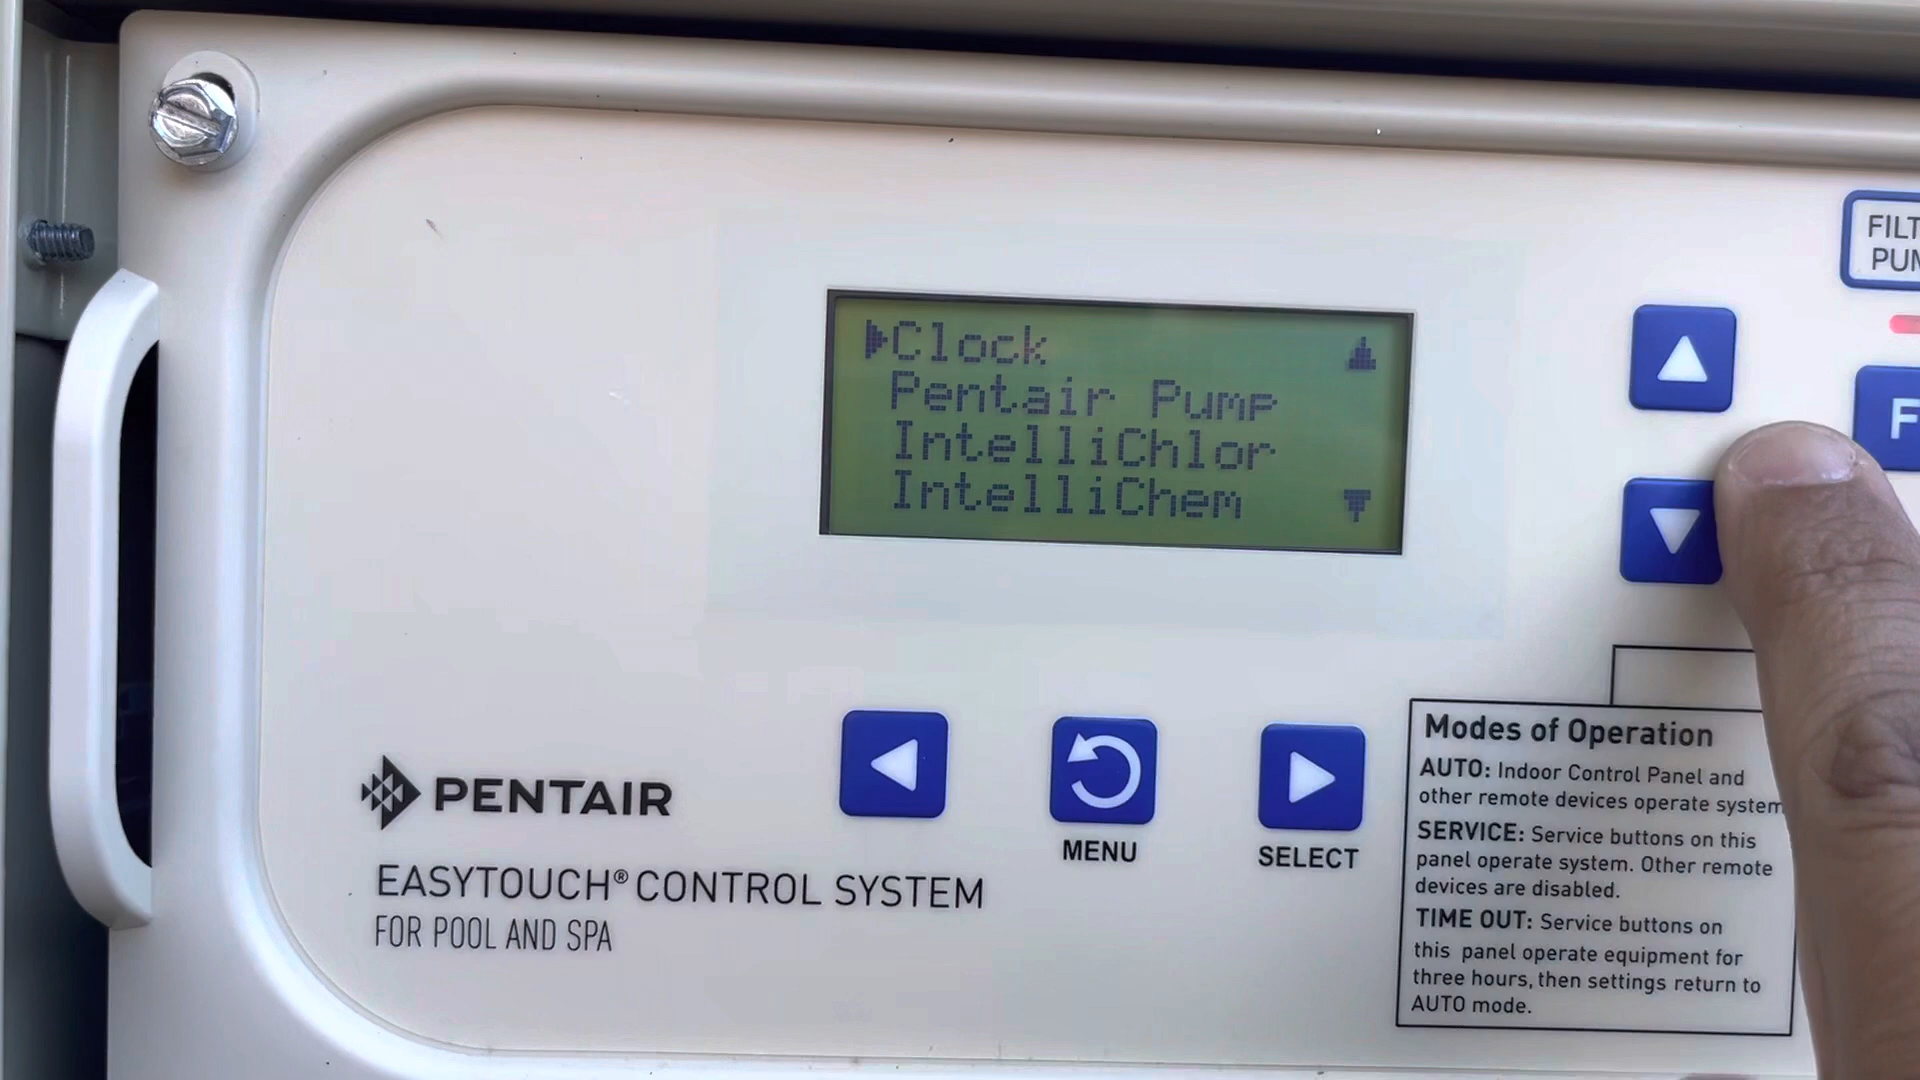 Clock
Pentair Pump
IntelliChlor
IntelliChem
FILT
PUM
F
MENU
SELECT
PENTAIR
EASYTOUCH® CONTROL SYSTEM
FOR POOL AND SPA
Modes of Operation
AUTO: Indoor Control Panel and
other remote devices operate system
SERVICE: Service buttons on this
panel operate system. Other remote
devices are disabled.
TIME OUT: Service buttons on
this panel operate equipment for
three hours, then settings return to
AUTO mode.